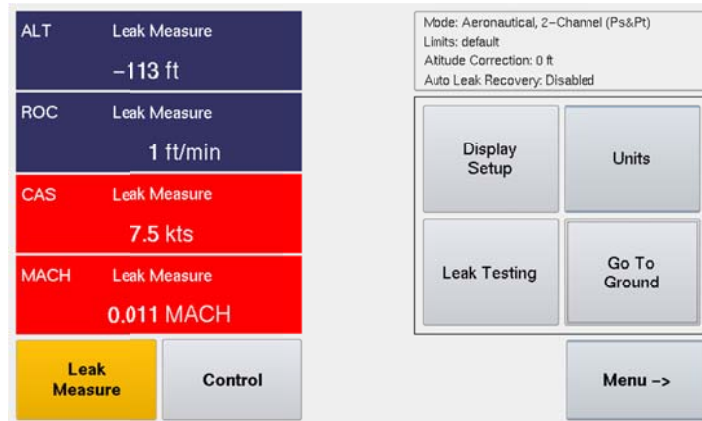 ALT Leak Measure
−113 ft
ROC Leak Measure
1 ft/min
CAS Leak Measure
7.5 kts
MACH Leak Measure
0.011 MACH
Leak
Measure
Control
Mode: Aeronautical, 2−Channel (Ps&Pt)
Limits: default
Altitude Correction: 0 ft
Auto Leak Recovery: Disabled
Display
Setup
Units
Leak Testing
Go To
Ground
Menu −>